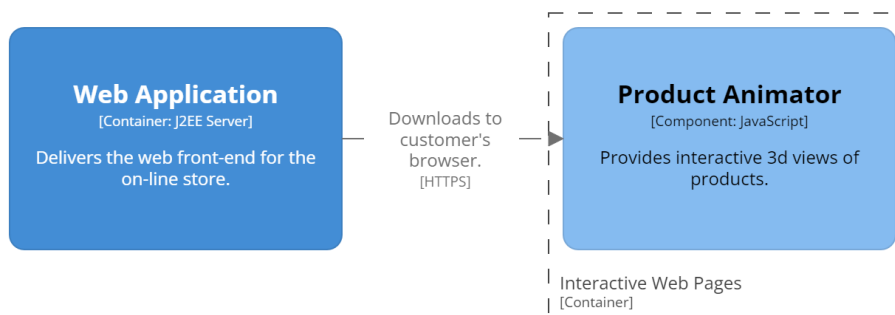 Web Application
[Container: J2EE Server]
Delivers the web front-end for the
on-line store.
Downloads to
customer's
browser.
[HTTPS]
Product Animator
[Component: JavaScript]
Provides interactive 3d views of
products.
Interactive Web Pages
[Container]